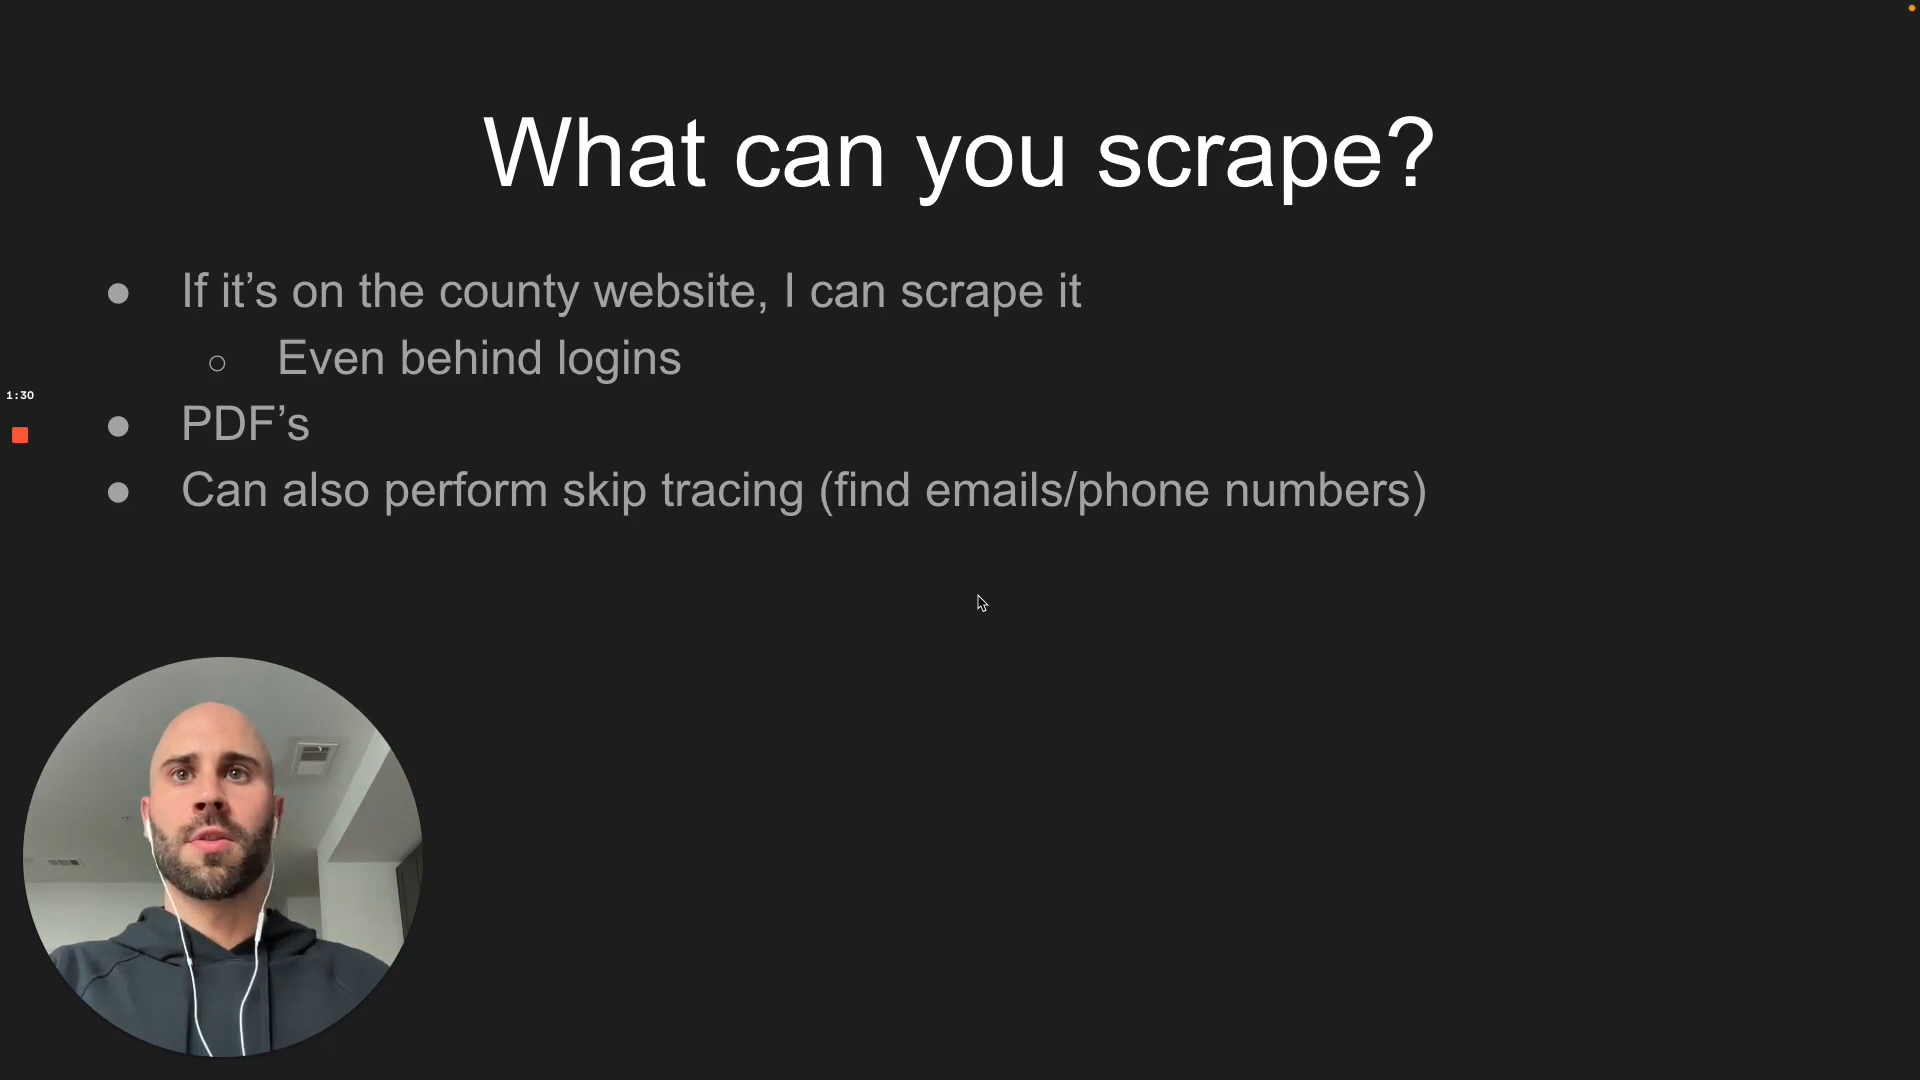 What can you scrape?
● If it’s on the county website, I can scrape it
○ Even behind logins
1:30
● PDF’s
● Can also perform skip tracing (find emails/phone numbers)